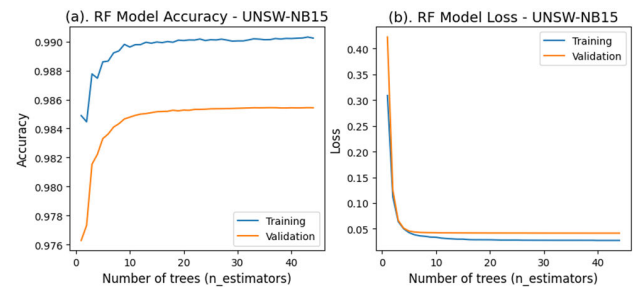 (a). RF Model Accuracy - UNSW-NB15
0.990
0.988
0.986
0.984
0.982
0.980
0.978
0.976
Accuracy
Training
Validation
0 10 20 30 40
Number of trees (n_estimators)
(b). RF Model Loss - UNSW-NB15
Training
Validation
0.40
0.35
0.30
0.25
0.20
0.15
0.10
0.05
Loss
0 10 20 30 40
Number of trees (n_estimators)